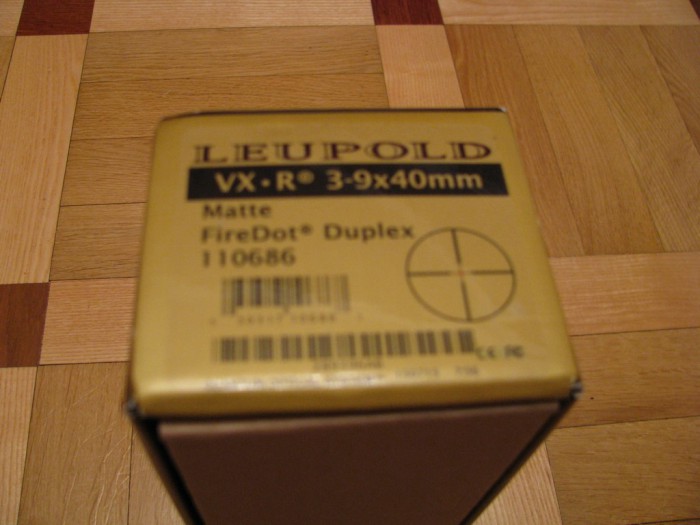 LEUPOLD
VX•R® 3-9x40mm
Matte
FireDot® Duplex
110686